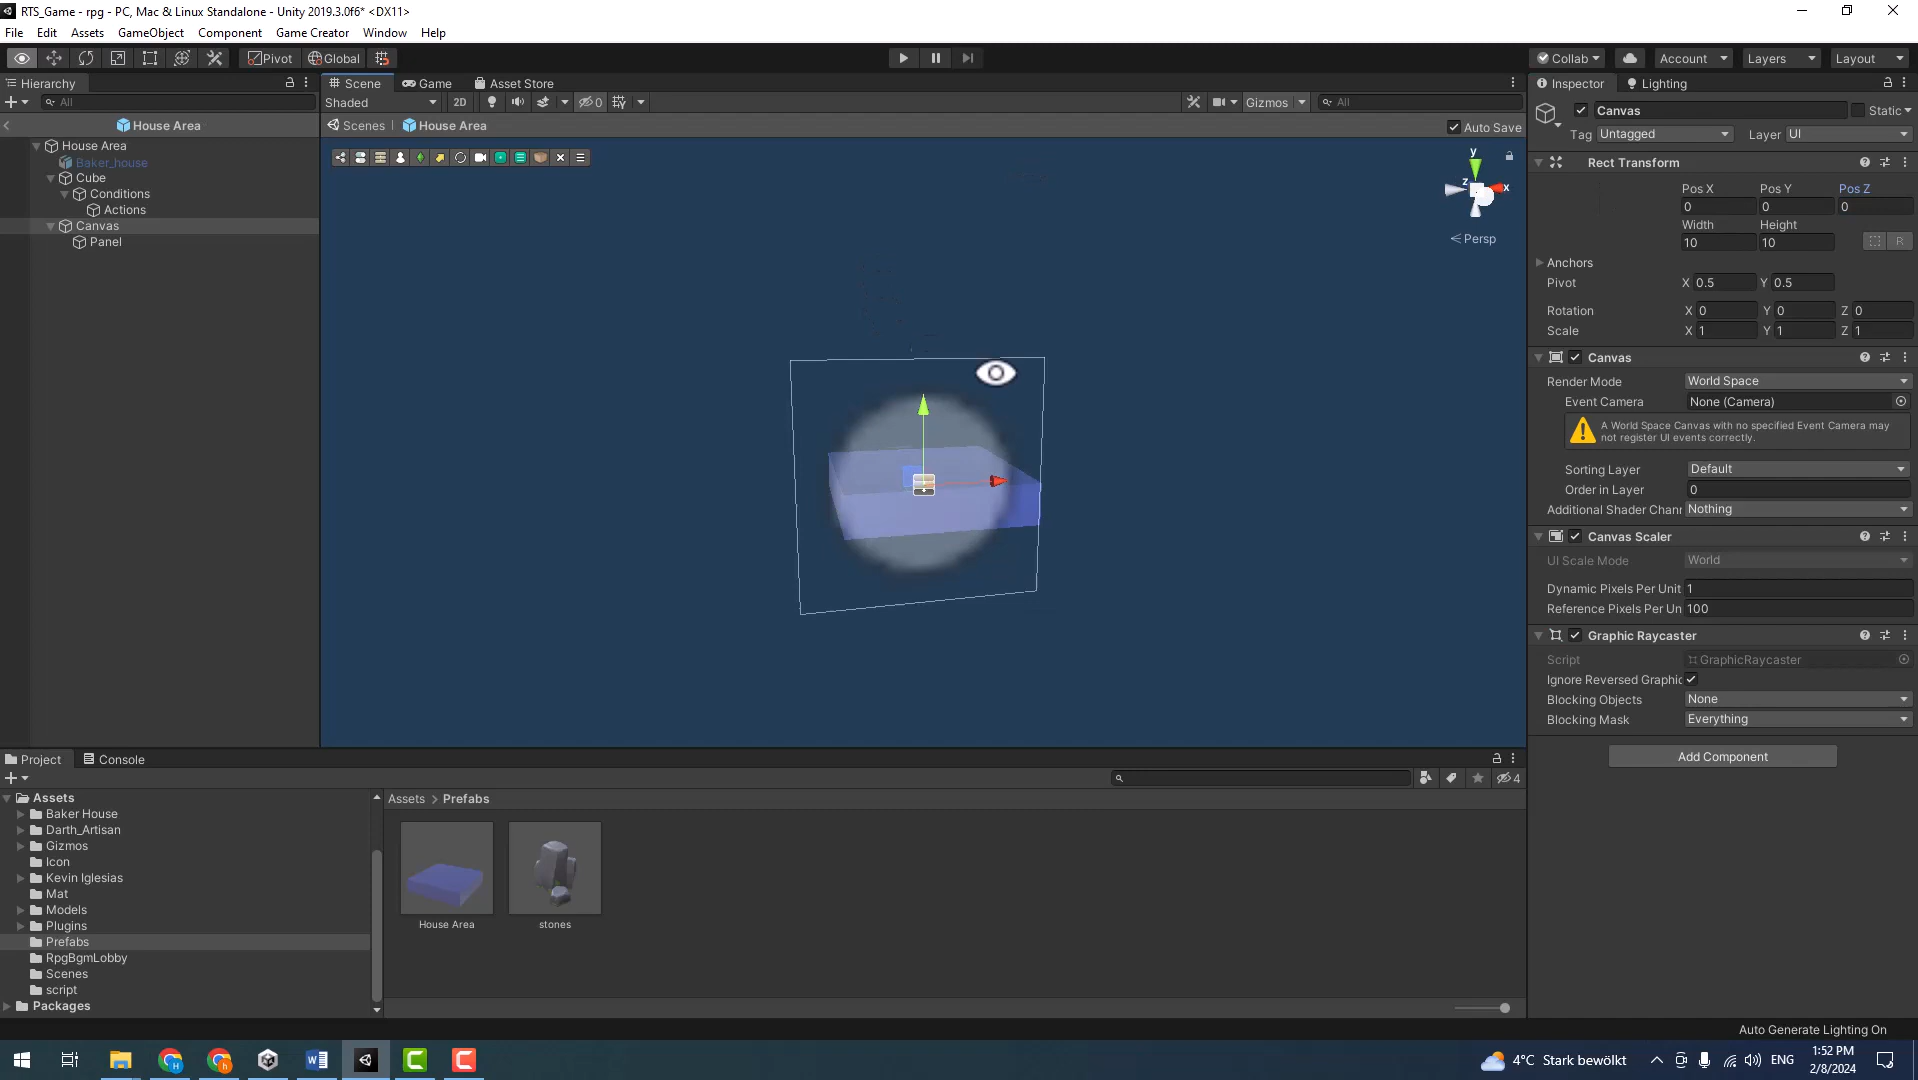 RTS_Game - rpg - PC, Mac & Linux Standalone - Unity 2019.3.0f6* <DX11>
File Edit Assets GameObject Component Game Creator Window Help
Pivot Global Collab Account Layers Layout
Hierarchy
All
House Area
House Area
Baker_house
Cube
Conditions
Actions
Canvas
Panel
Scene Game Asset Store
Shaded 2D 0 Gizmos All
Scenes House Area Auto Save
y
z x
Persp
Inspector Lighting
Canvas Static
Tag Untagged Layer UI
Rect Transform
Pos X Pos Y Pos Z
0 0 0
Width Height
10 10 R
Anchors
Pivot X 0.5 Y 0.5
Rotation X 0 Y 0 Z 0
Scale X 1 Y 1 Z 1
Canvas
Render Mode World Space
Event Camera None (Camera)
A World Space Canvas with no specified Event Camera may
not register UI events correctly.
Sorting Layer Default
Order in Layer 0
Additional Shader Chanr Nothing
Canvas Scaler
UI Scale Mode World
Dynamic Pixels Per Unit 1
Reference Pixels Per Un 100
Graphic Raycaster
Script GraphicRaycaster
Ignore Reversed Graphic
Blocking Objects None
Blocking Mask Everything
Add Component
Project Console
4
Assets
Baker House
Darth_Artisan
Gizmos
Icon
Kevin Iglesias
Mat
Models
Plugins
Prefabs
RpgBgmLobby
Scenes
script
Packages
Assets > Prefabs
House Area stones
Auto Generate Lighting On
4°C Stark bewölkt ENG 1:52 PM
2/8/2024